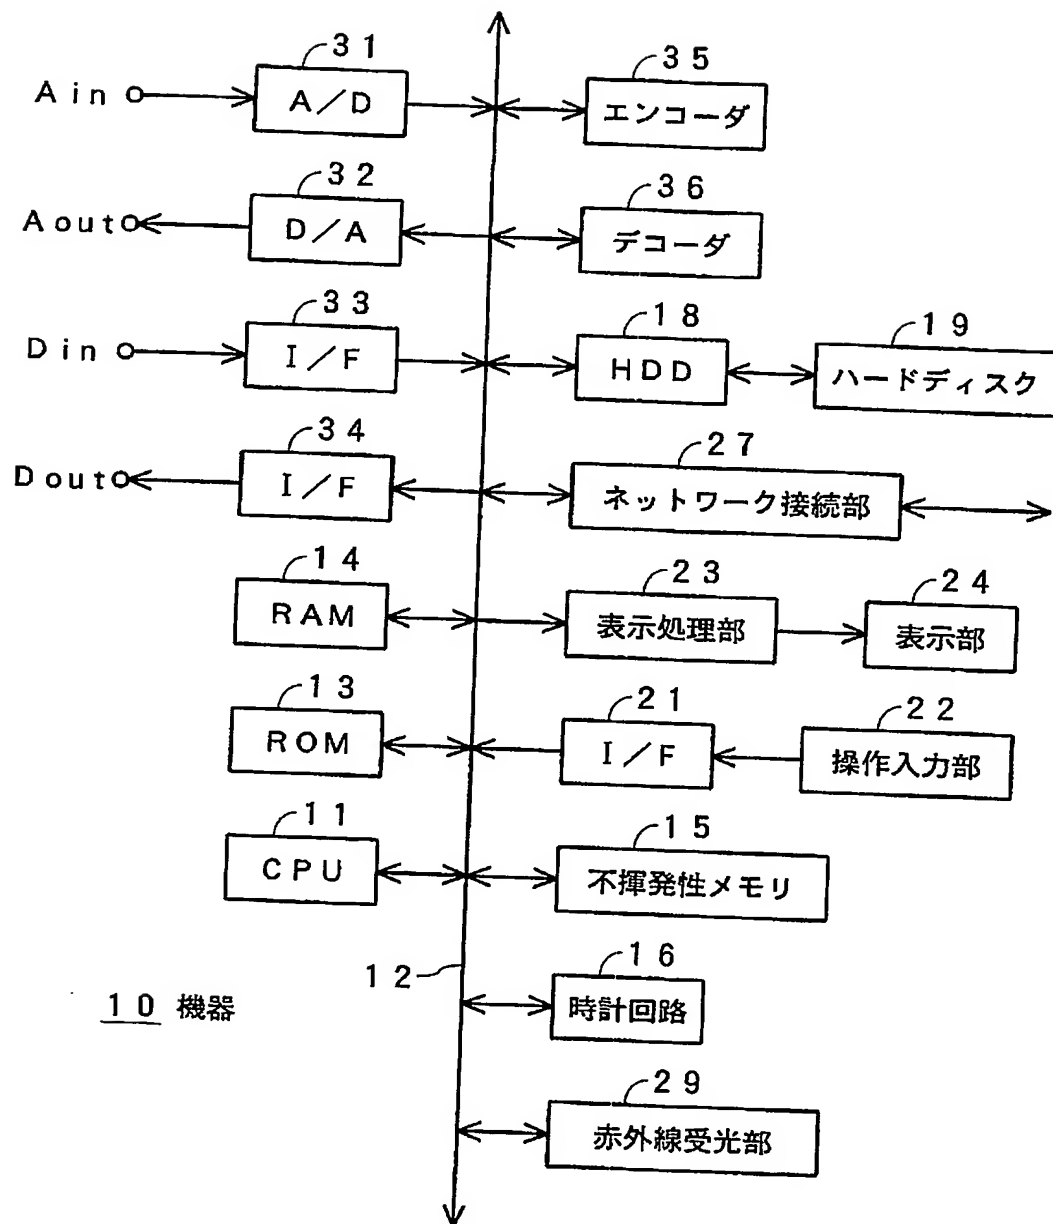 31
35
Ain
A/D
エンコーダ
32
36
Aout
D/A
デコーダ
33
18
19
Din
I/F
HDD
ハードディスク
34
27
Dout
I/F
ネットワーク接続部
14
23
24
RAM
表示処理部
表示部
13
21
22
ROM
I/F
操作入力部
11
15
CPU
不揮発性メモリ
12
16
10 機器
時計回路
29
赤外線受光部